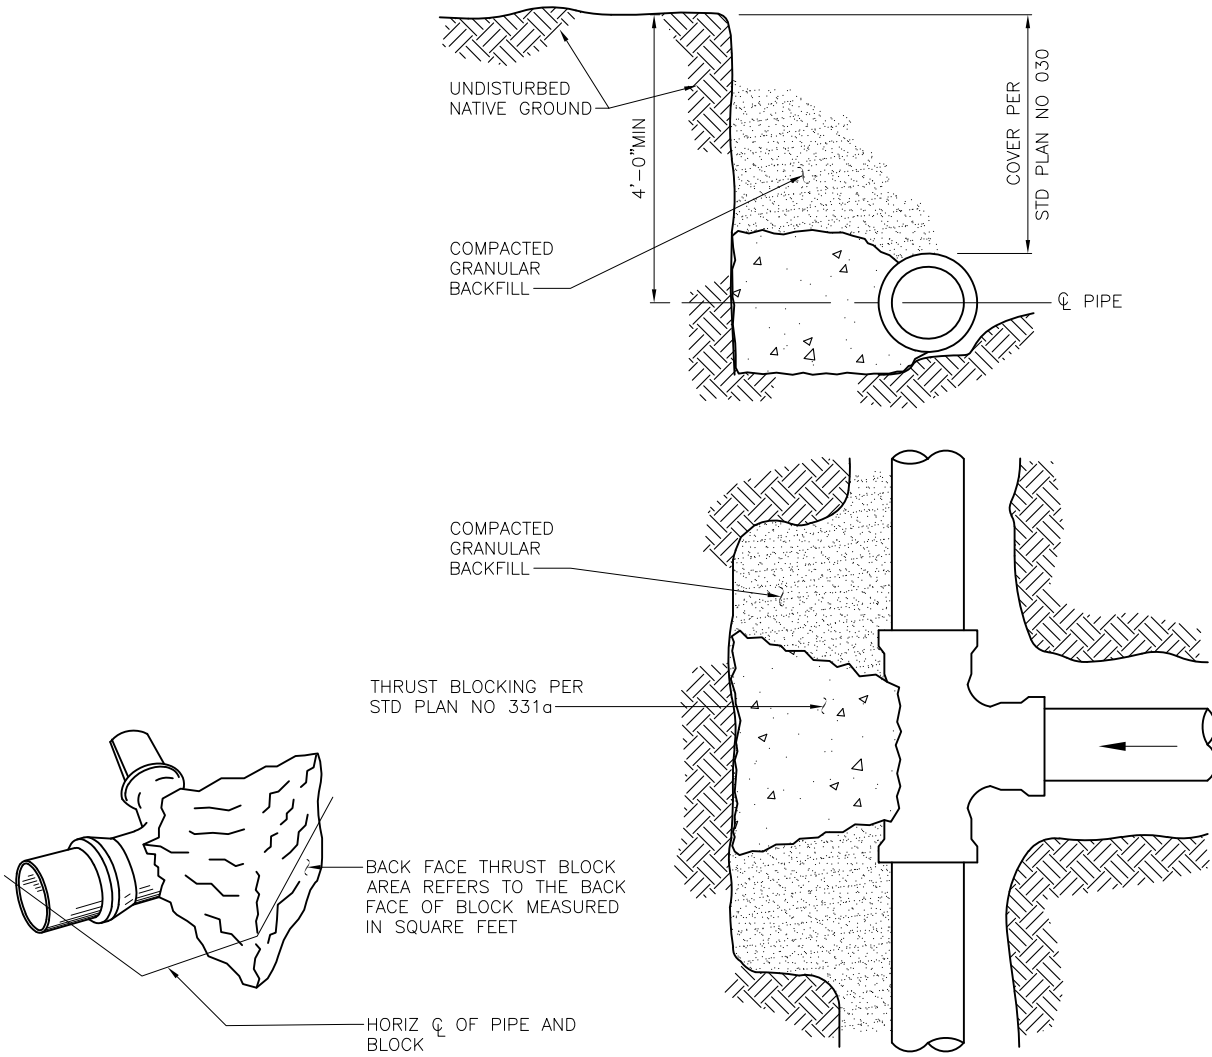 UNDISTURBED
NATIVE GROUND
4'-0"MIN
COVER PER
STD PLAN NO 030
COMPACTED
GRANULAR
BACKFILL
℄ PIPE
COMPACTED
GRANULAR
BACKFILL
THRUST BLOCKING PER
STD PLAN NO 331a
BACK FACE THRUST BLOCK
AREA REFERS TO THE BACK
FACE OF BLOCK MEASURED
IN SQUARE FEET
HORIZ ℄ OF PIPE AND
BLOCK